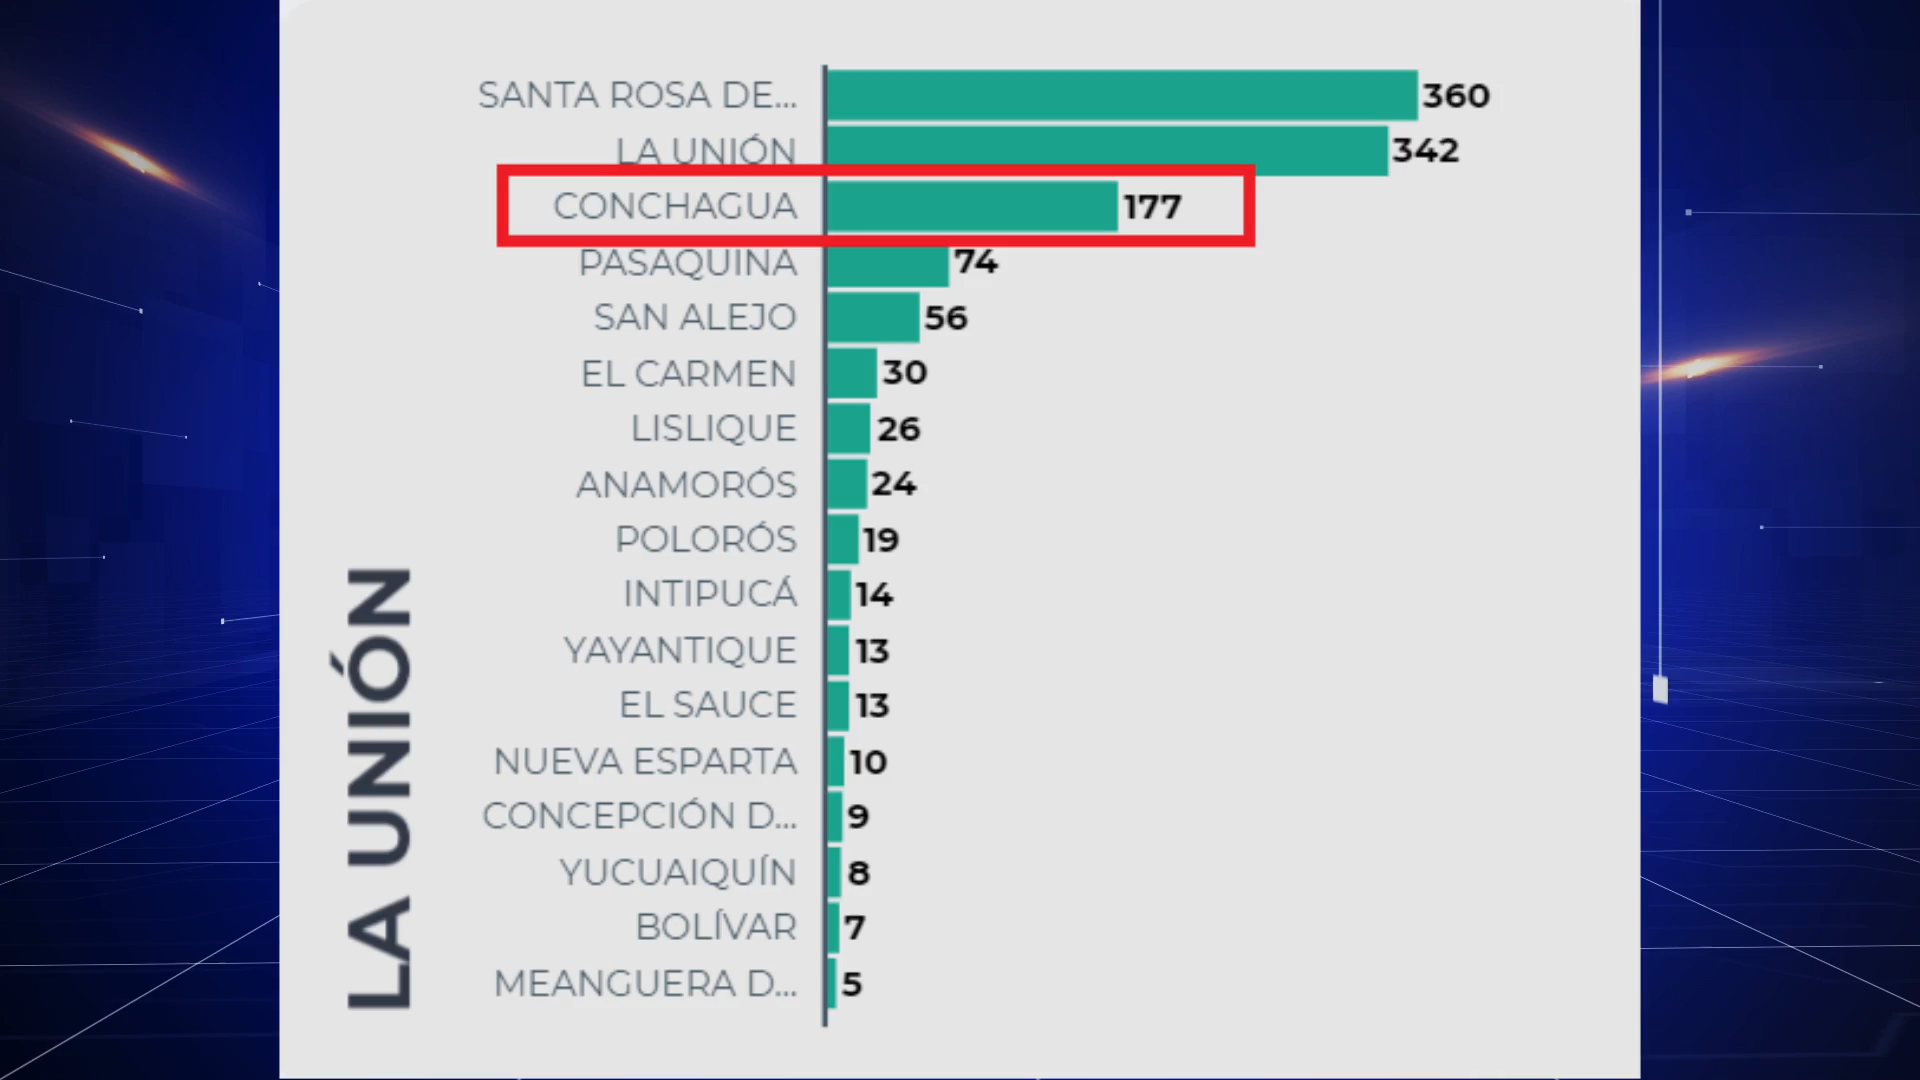 SANTA ROSA DE... 360
LA UNIÓN 342
CONCHAGUA 177
PASAQUINA 74
SAN ALEJO 56
EL CARMEN 30
LISLIQUE 26
ANAMORÓS 24
POLORÓS 19
INTIPUCÁ 14
YAYANTIQUE 13
EL SAUCE 13
NUEVA ESPARTA 10
CONCEPCIÓN D... 9
YUCUAIQUÍN 8
BOLÍVAR 7
MEANGUERA D... 5
LA UNIÓN